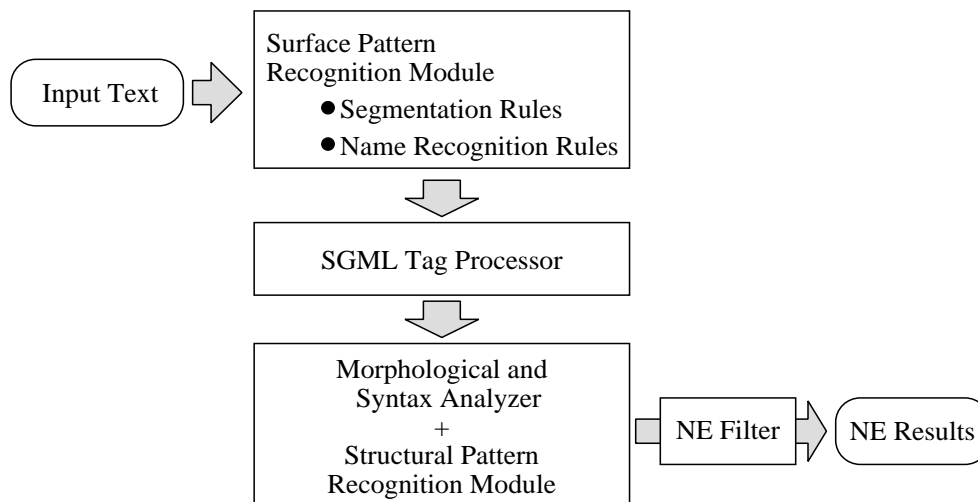 Input Text
Surface Pattern
Recognition Module
● Segmentation Rules
● Name Recognition Rules
SGML Tag Processor
Morphological and
Syntax Analyzer
+
Structural Pattern
Recognition Module
NE Filter
NE Results